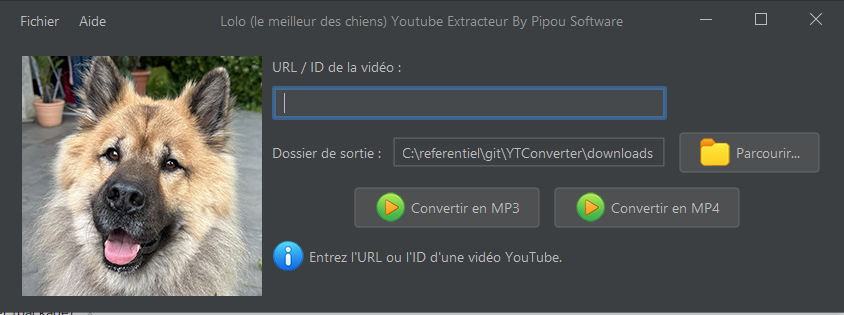 Fichier Aide Lolo (le meilleur des chiens) Youtube Extracteur By Pipou Software
URL / ID de la vidéo :
Dossier de sortie : C:\referentiel\git\YTConverter\downloads Parcourir...
Convertir en MP3 Convertir en MP4
Entrez l'URL ou l'ID d'une vidéo YouTube.